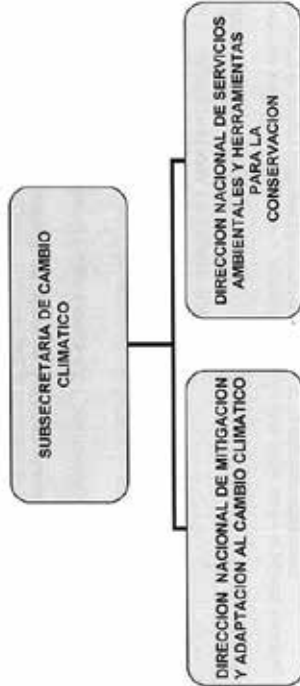 SUBSECRETARIA DE CAMBIO
CLIMATICO
DIRECCION NACIONAL DE MITIGACION
Y ADAPTACION AL CAMBIO CLIMATICO
DIRECCION NACIONAL DE SERVICIOS
AMBIENTALES Y HERRAMIENTAS
PARA LA
CONSERVACION